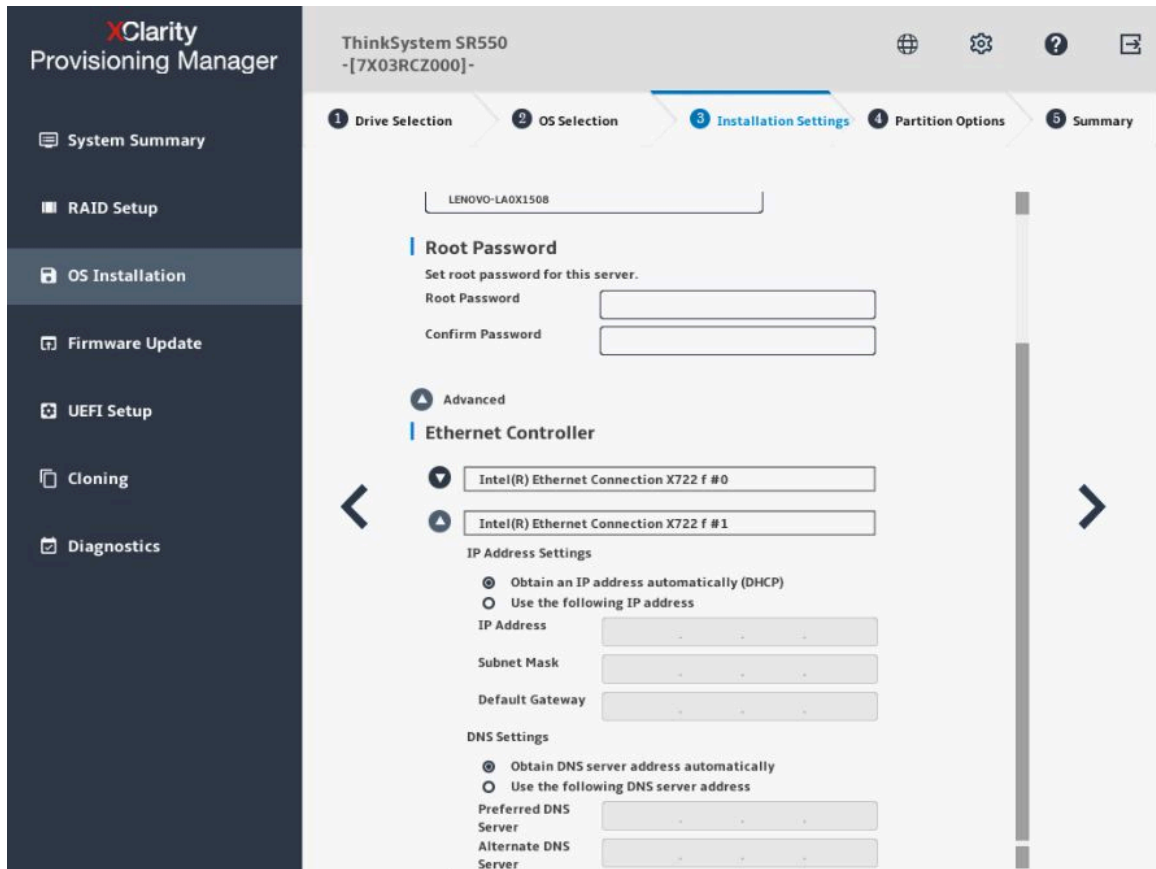 XClarity
Provisioning Manager
System Summary
RAID Setup
OS Installation
Firmware Update
UEFI Setup
Cloning
Diagnostics
ThinkSystem SR550
-[7X03RCZ000]-
?
1 Drive Selection
2 OS Selection
3 Installation Settings
4 Partition Options
5 Summary
LENOVO-LA0X1508
Root Password
Set root password for this server.
Root Password
Confirm Password
Advanced
Ethernet Controller
Intel(R) Ethernet Connection X722 f #0
Intel(R) Ethernet Connection X722 f #1
IP Address Settings
Obtain an IP address automatically (DHCP)
Use the following IP address
IP Address . . .
Subnet Mask . . .
Default Gateway . . .
DNS Settings
Obtain DNS server address automatically
Use the following DNS server address
Preferred DNS
Server . . .
Alternate DNS
Server . . .